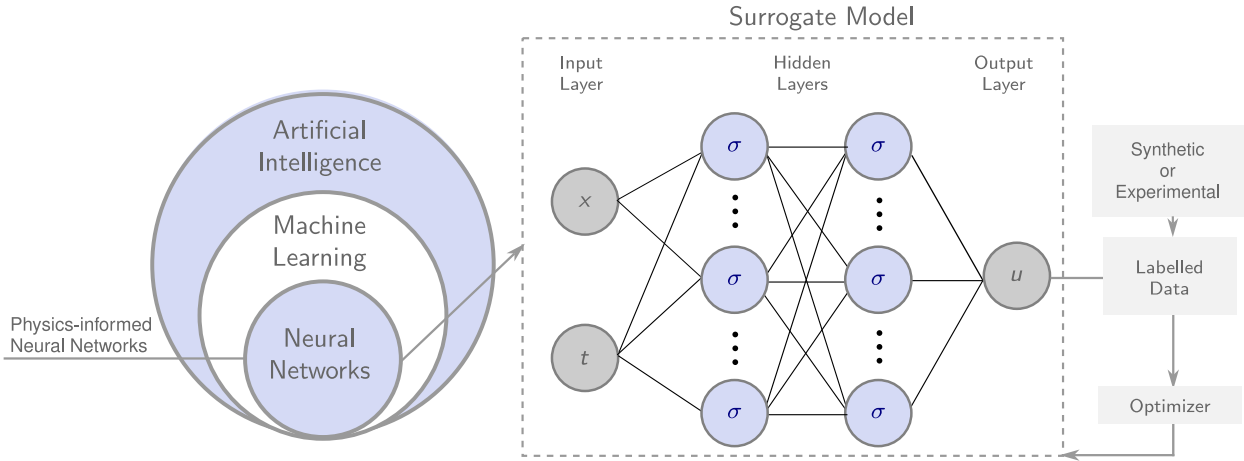 Surrogate Model
Artificial
Intelligence
Machine
Learning
Neural
Networks
Physics-informed
Neural Networks
Input
Layer
Hidden
Layers
Output
Layer
x
t
σ
σ
σ
σ
σ
σ
u
Synthetic
or
Experimental
Labelled
Data
Optimizer